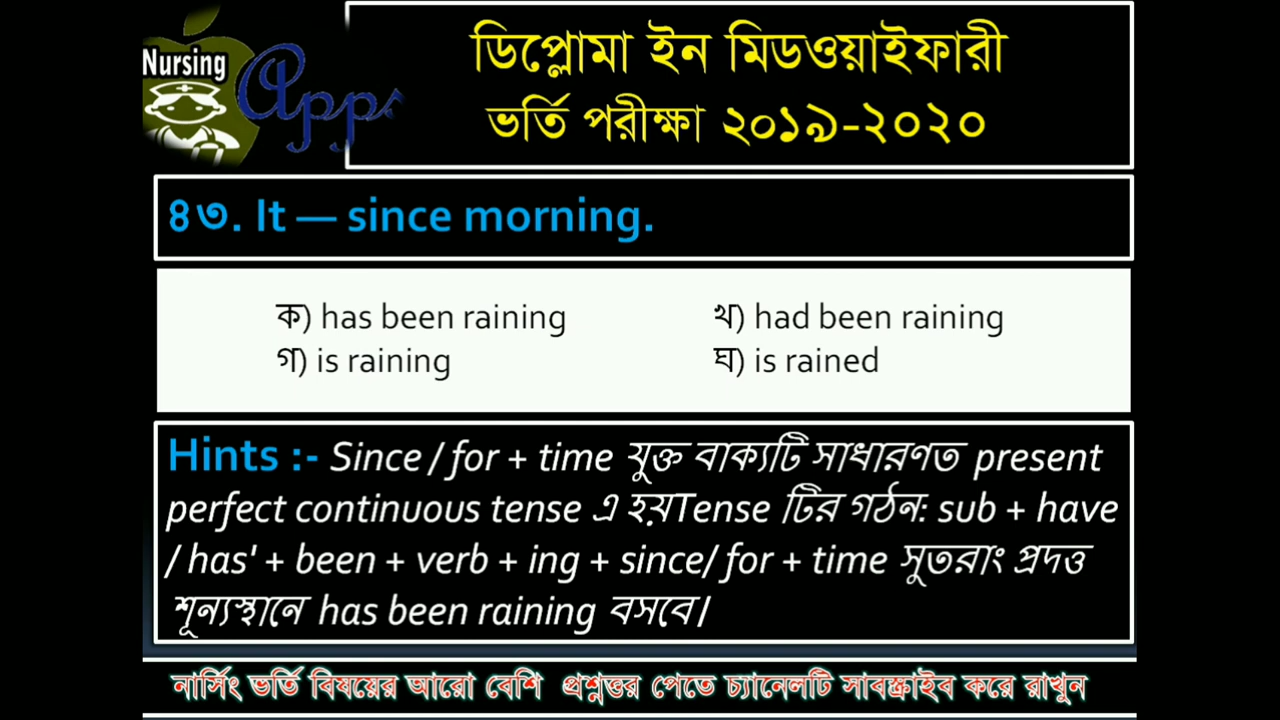 Nursing
Apps
ডিপ্লোমা ইন মিডওয়াইফারী
ভর্তি পরীক্ষা ২০১৯-২০২০
৪৩. It — since morning.
ক) has been raining
খ) had been raining
গ) is raining
ঘ) is rained
Hints :- Since / for + time যুক্ত বাক্যটি সাধারণত present
perfect continuous tense এ হয়Tense টির গঠন: sub + have
/ has' + been + verb + ing + since/ for + time সুতরাং প্রদত্ত
শূন্যস্থানে has been raining বসবে।
নার্সিং ভর্তি বিষয়ের আরো বেশি প্রশ্নত্তর পেতে চ্যানেলটি সাবস্ক্রাইব করে রাখুন